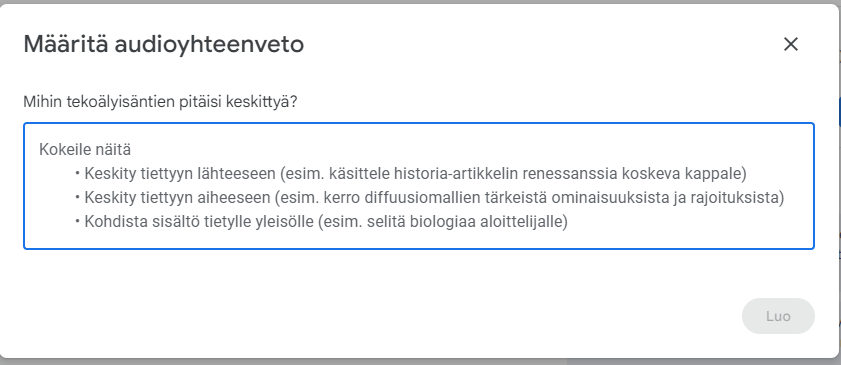 Määritä audioyhteenveto
Mihin tekoälyisäntien pitäisi keskittyä?
Kokeile näitä
• Keskity tiettyyn lähteeseen (esim. käsittele historia-artikkelin renessanssia koskeva kappale)
• Keskity tiettyyn aiheeseen (esim. kerro diffuusiomallien tärkeistä ominaisuuksista ja rajoituksista)
• Kohdista sisältö tietylle yleisölle (esim. selitä biologiaa aloittelijalle)
Luo